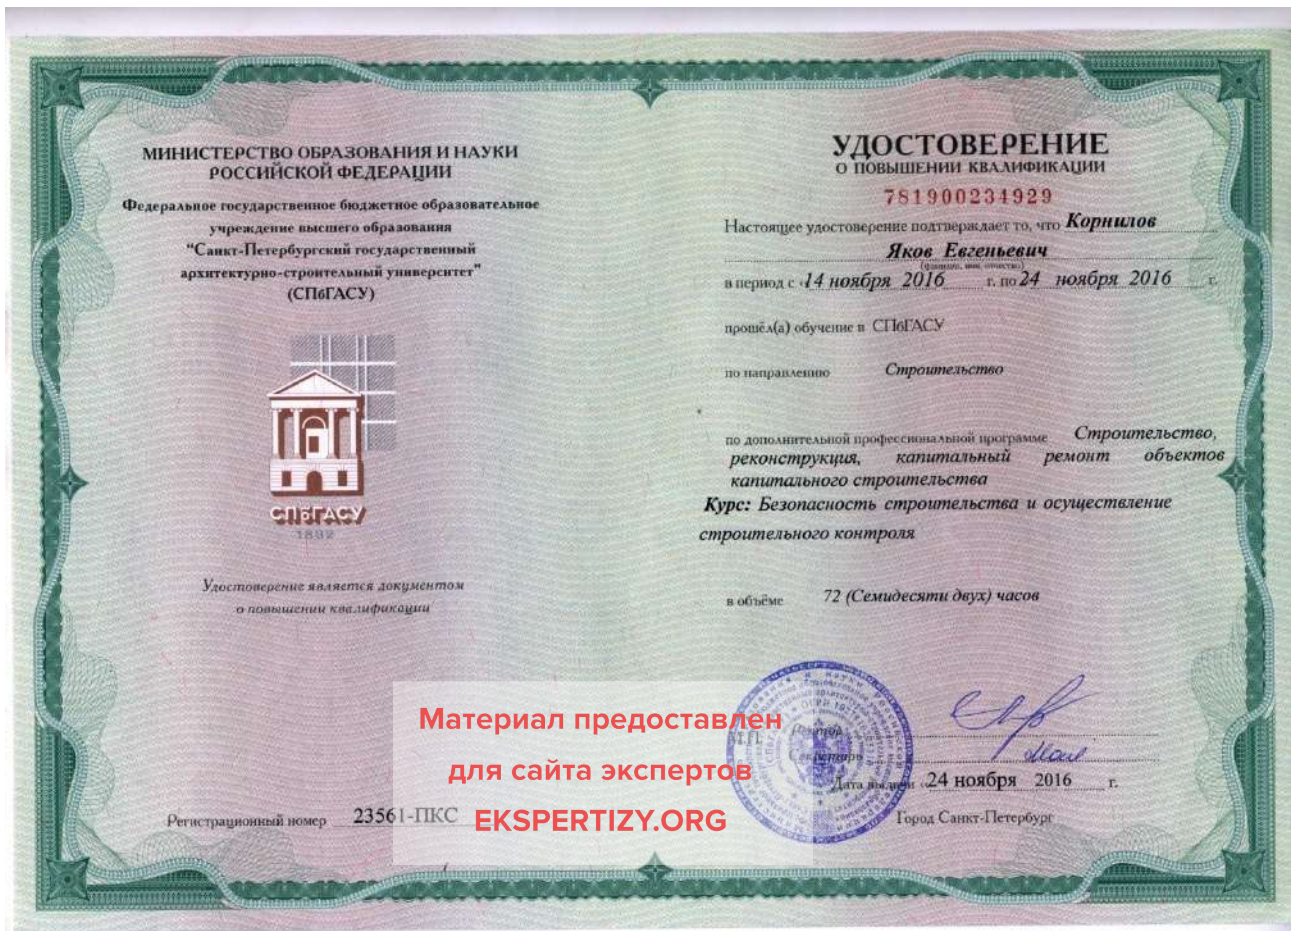 МИНИСТЕРСТВО ОБРАЗОВАНИЯ И НАУКИ
РОССИЙСКОЙ ФЕДЕРАЦИИ
Федеральное государственное бюджетное образовательное
учреждение высшего образования
"Санкт-Петербургский государственный
архитектурно-строительный университет"
(СПбГАСУ)
СПбГАСУ
1832
Удостоверение является документом
о повышении квалификации
Регистрационный номер 23561-ПКС
УДОСТОВЕРЕНИЕ
О ПОВЫШЕНИИ КВАЛИФИКАЦИИ
781900234929
Настоящее удостоверение подтверждает то, что Корнилов
Яков Евгеньевич
(фамилия, имя, отчество)
в период с «14 ноября 2016 г. по 24 ноября 2016 г.
прошёл(а) обучение в СПбГАСУ
по направлению Строительство
по дополнительной профессиональной программе Строительство,
реконструкция, капитальный ремонт объектов
капитального строительства
Курс: Безопасность строительства и осуществление
строительного контроля
в объёме 72 (Семидесяти двух) часов
М.П. Ректор
Секретарь
Дата выдачи «24 ноября 2016 г.
Город Санкт-Петербург
Материал предоставлен
для сайта экспертов
EKSPERTIZY.ORG